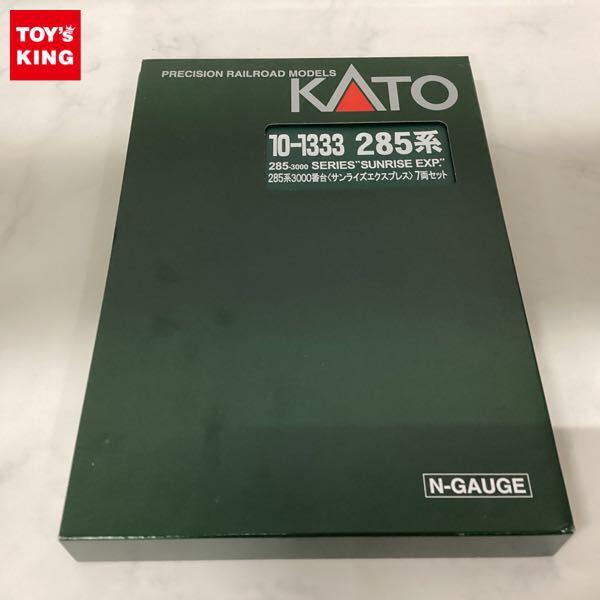 TOY'S
KING
PRECISION RAILROAD MODELS
KATO
10-1333 285系
285-3000 SERIES "SUNRISE EXP."
285系3000番台〈サンライズエクスプレス〉7両セット
N-GAUGE